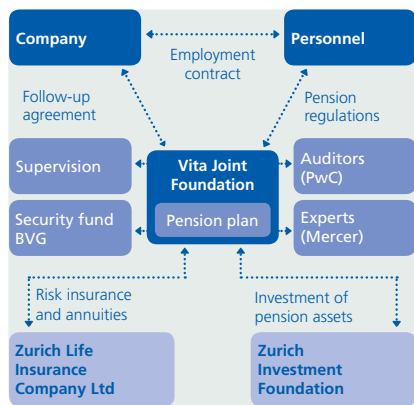 Company
Personnel
Employment
contract
Follow-up
agreement
Pension
regulations
Supervision
Vita Joint
Foundation
Auditors
(PwC)
Security fund
BVG
Pension plan
Experts
(Mercer)
Risk insurance
and annuities
Investment of
pension assets
Zurich Life
Insurance
Company Ltd
Zurich
Investment
Foundation